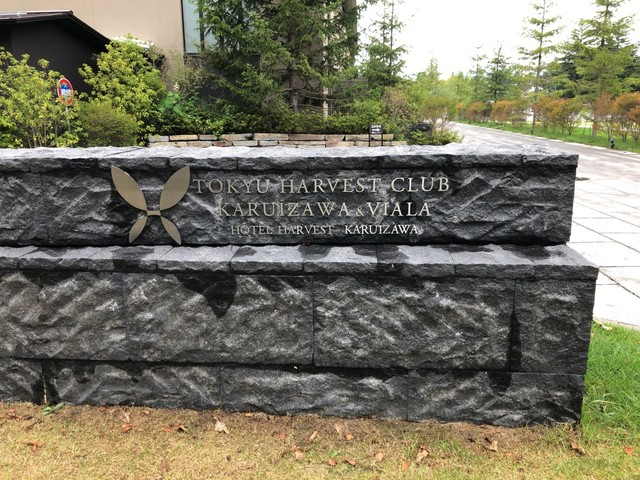 TOKYU HARVEST CLUB
KARUIZAWA & VIALA
HOTEL HARVEST KARUIZAWA